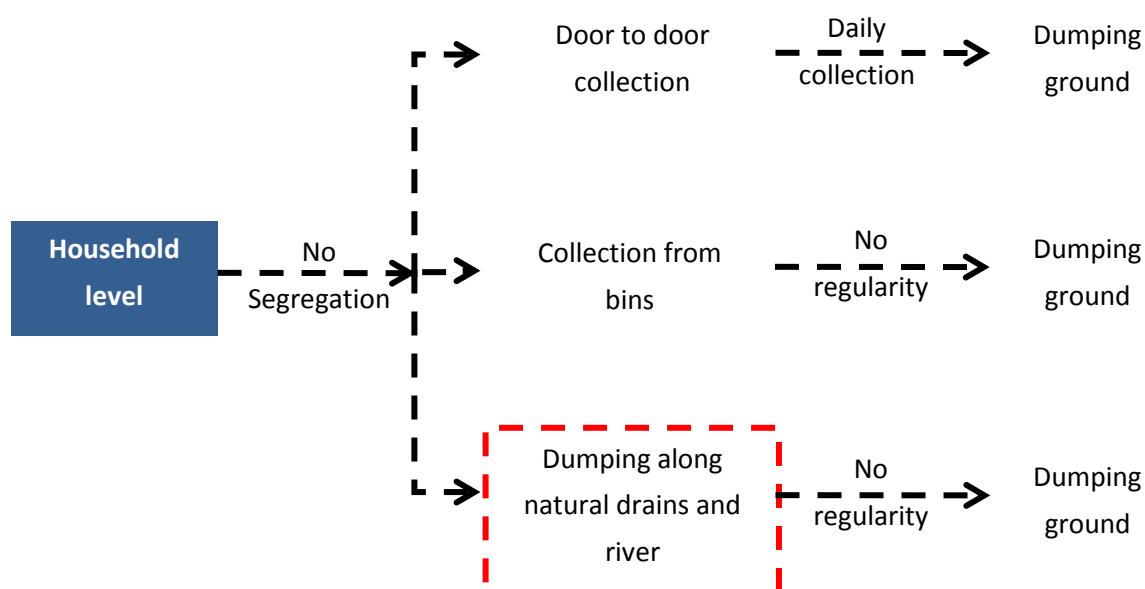 Door to door
collection
Daily
collection
Dumping
ground
Household
level
No
Segregation
Collection from
bins
No
regularity
Dumping
ground
Dumping along
natural drains and
river
No
regularity
Dumping
ground